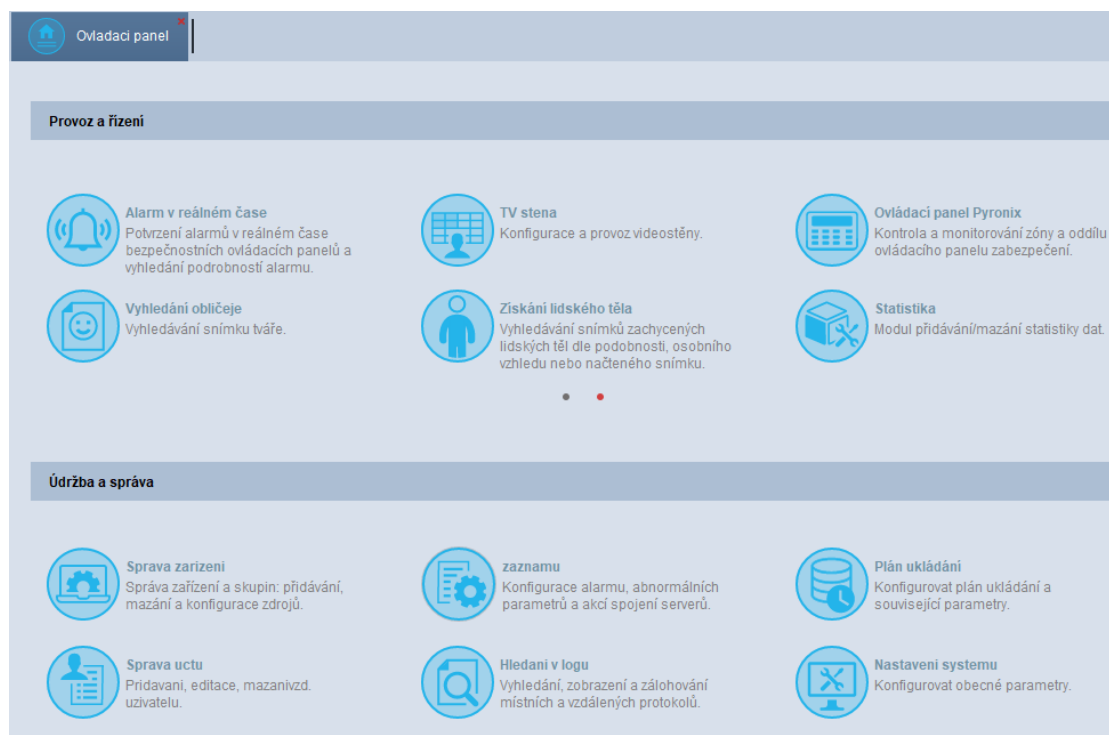 Ovladaci panel
Provoz a řízení
Alarm v reálném čase
Potvrzení alarmů v reálném čase
bezpečnostních ovládacích panelů a
vyhledání podrobností alarmu.
TV stena
Konfigurace a provoz videostěny.
Ovládací panel Pyronix
Kontrola a monitorování zóny a oddílu
ovládacího panelu zabezpečení.
Vyhledání obličeje
Vyhledávání snímku tváře.
Získání lidského těla
Vyhledávání snímků zachycených
lidských těl dle podobnosti, osobního
vzhledu nebo načteného snímku.
Statistika
Modul přidávání/mazání statistiky dat.
Údržba a správa
Sprava zarizeni
Správa zařízení a skupin: přidávání,
mazání a konfigurace zdrojů.
zaznamu
Konfigurace alarmu, abnormálních
parametrů a akcí spojení serverů.
Plán ukládání
Konfigurovat plán ukládání a
související parametry.
Sprava uctu
Pridavani, editace, mazanivzd.
uzivatelu.
Hledani v logu
Vyhledání, zobrazení a zálohování
místních a vzdálených protokolů.
Nastaveni systemu
Konfigurovat obecné parametry.